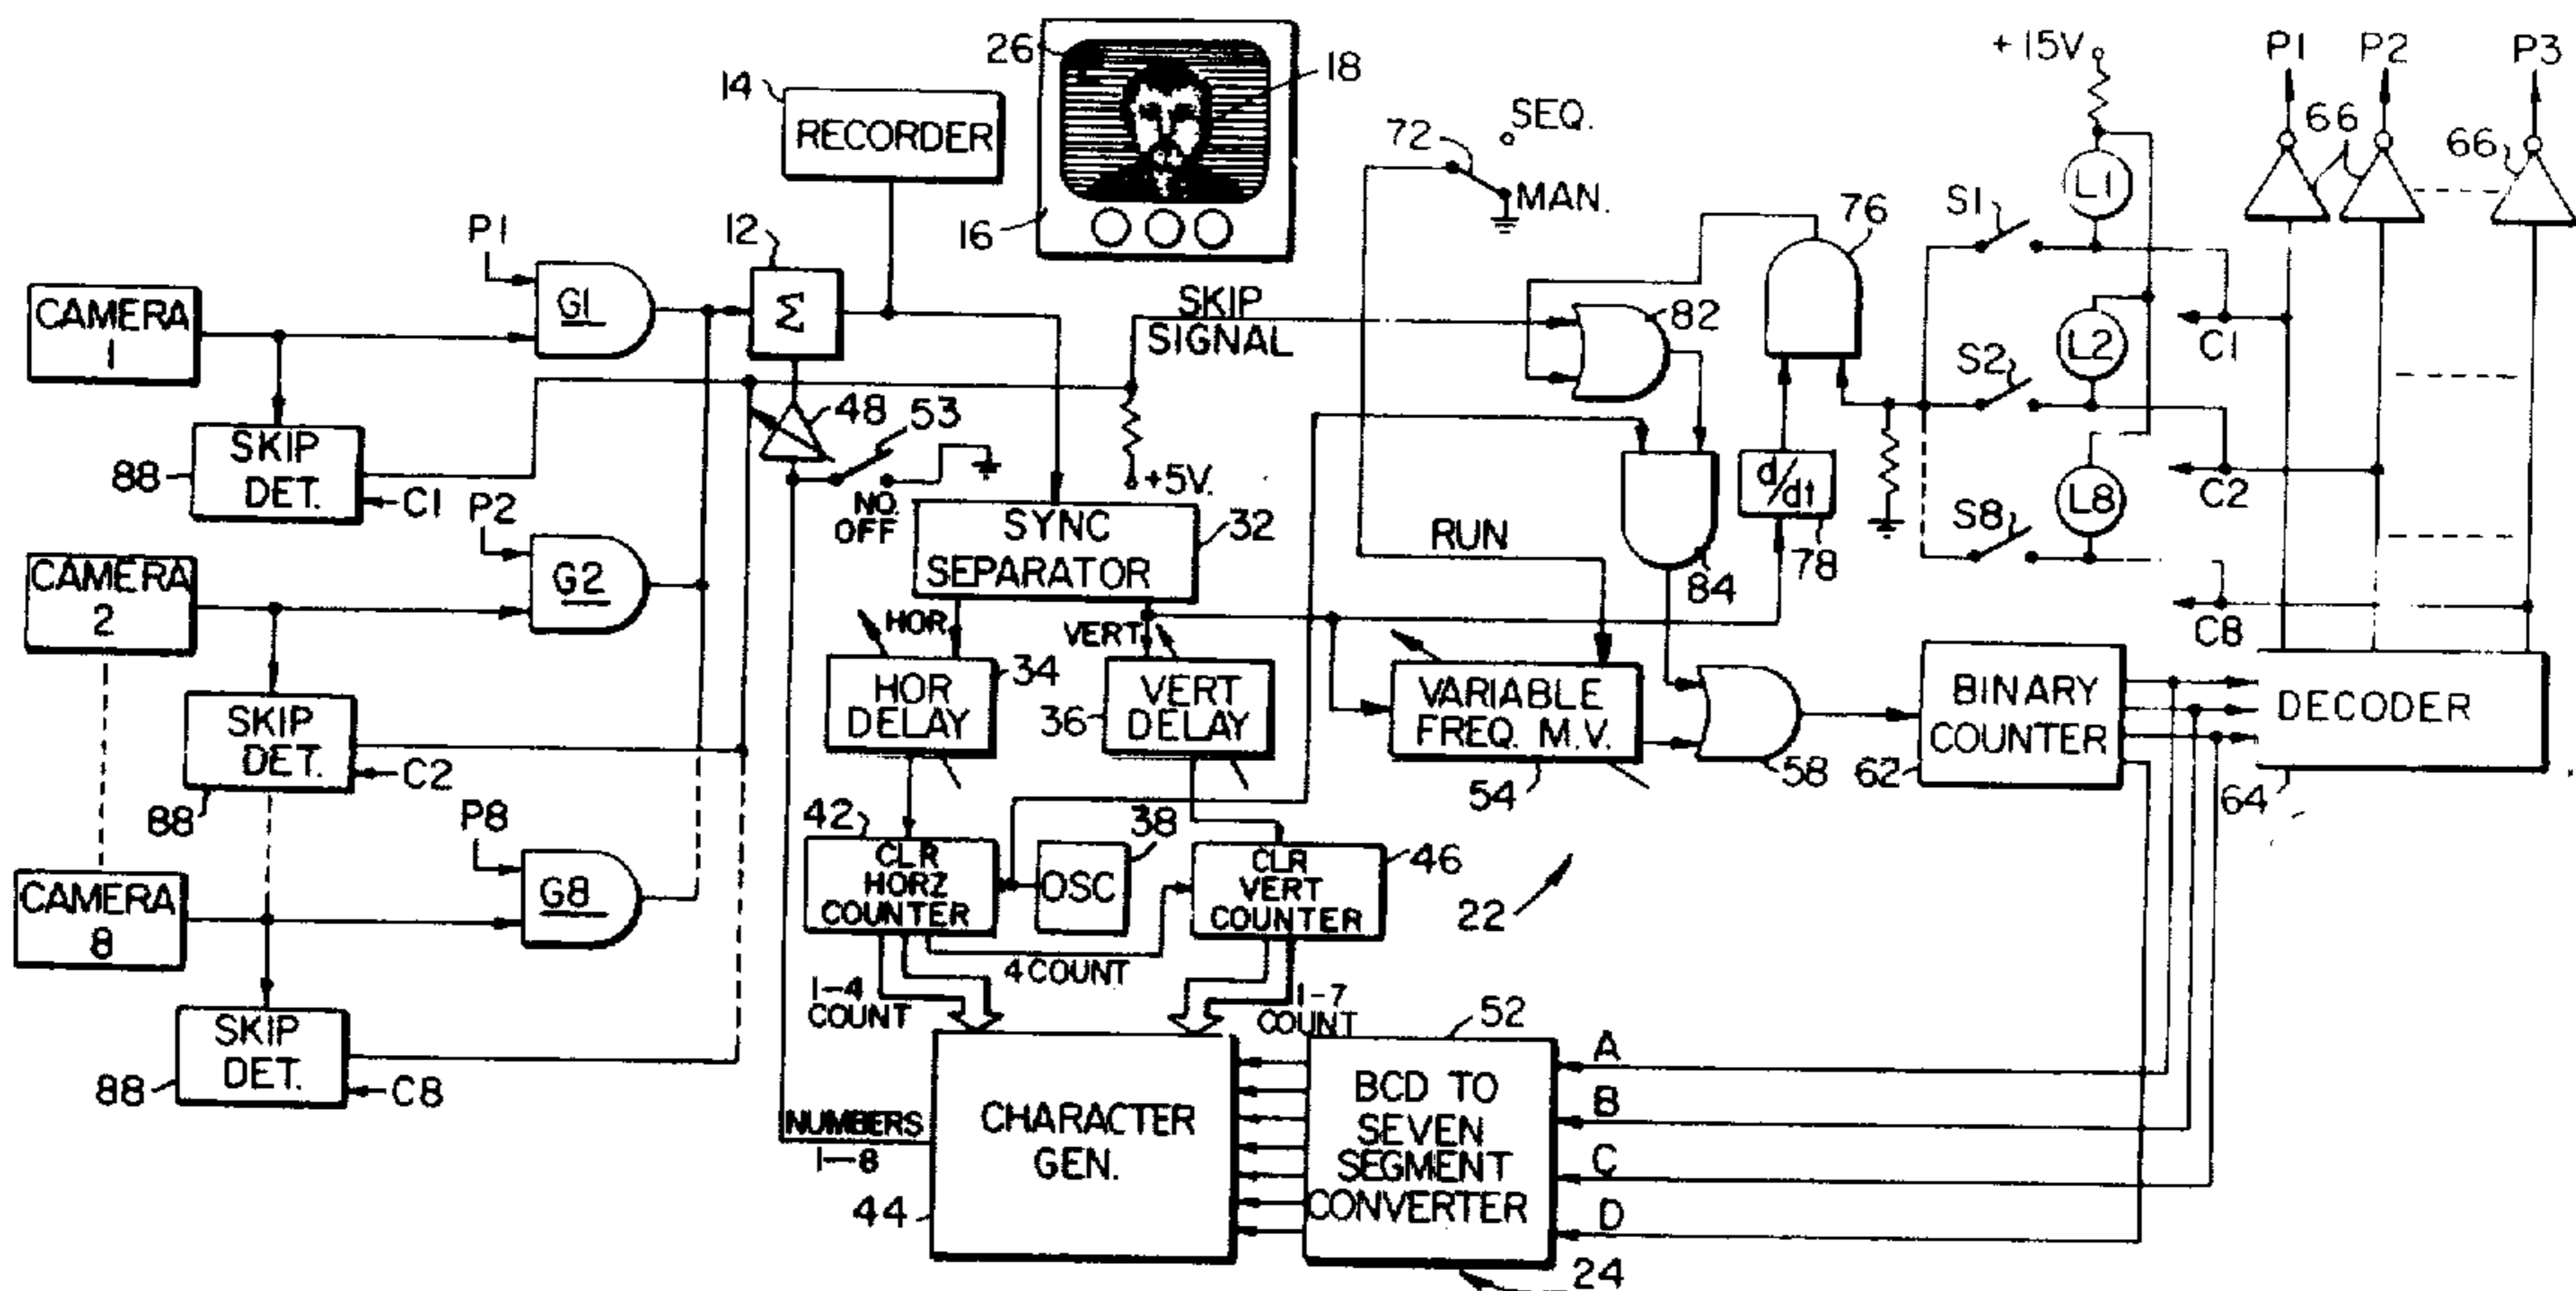 +15V
P1
P2
P3
66
66
66
26
18
14
RECORDER
16
72
SEQ.
MAN.
76
S1
L1
12
P1
G1
Σ
CAMERA
1
SKIP
SIGNAL
82
S2
L2
C1
SKIP
DET.
88
C1
48
53
NO.
OFF
+5V.
d/dt
78
S8
L8
C2
P2
G2
SYNC
SEPARATOR
32
RUN
84
C8
CAMERA
2
HOR
VERT
HOR
DELAY
34
VERT
DELAY
36
VARIABLE
FREQ. M.V.
54
58
BINARY
COUNTER
62
DECODER
64
SKIP
DET.
88
C2
P8
G8
42
CLR
HORZ
COUNTER
OSC
38
CLR
VERT
COUNTER
46
22
CAMERA
8
4 COUNT
1-4
COUNT
1-7
COUNT
SKIP
DET.
88
C8
NUMBERS
1-8
CHARACTER
GEN.
44
52
BCD TO
SEVEN
SEGMENT
CONVERTER
A
B
C
D
24